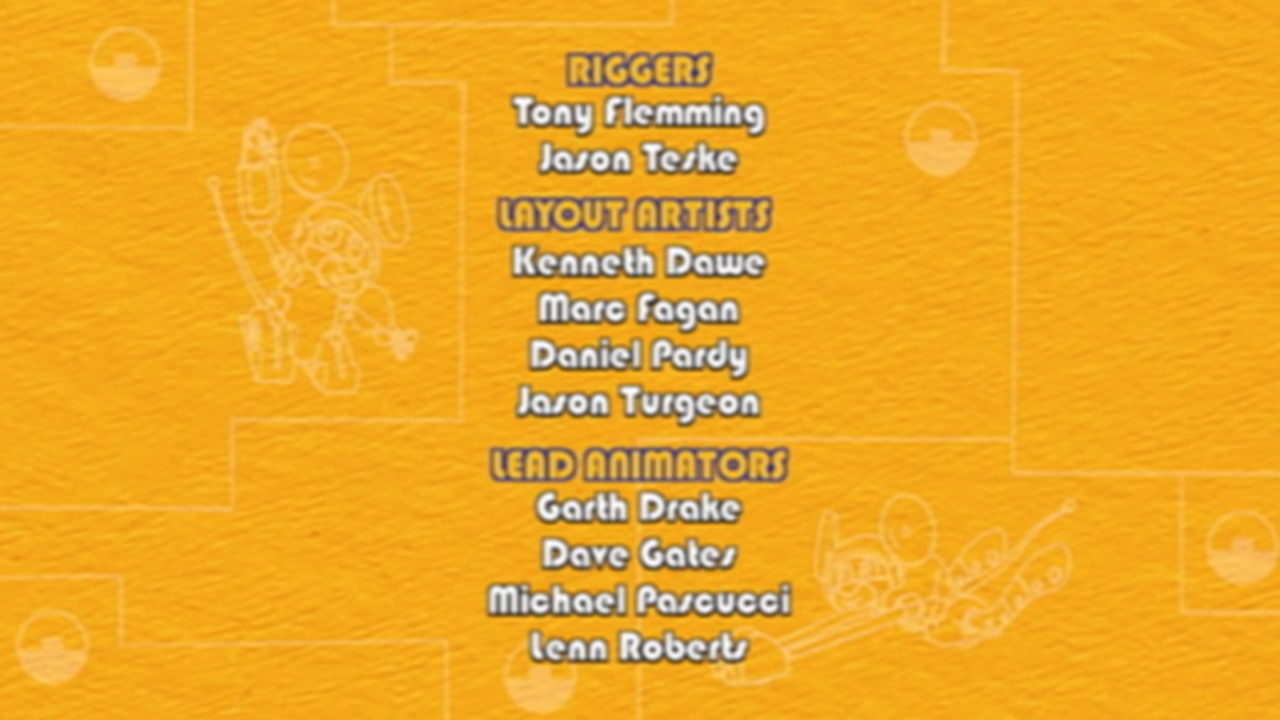 RIGGERS
Tony Flemming
Jason Teske
LAYOUT ARTISTS
Kenneth Dawe
Marc Fagan
Daniel Pardy
Jason Turgeon
LEAD ANIMATORS
Garth Drake
Dave Gates
Michael Pascucci
Lenn Roberts